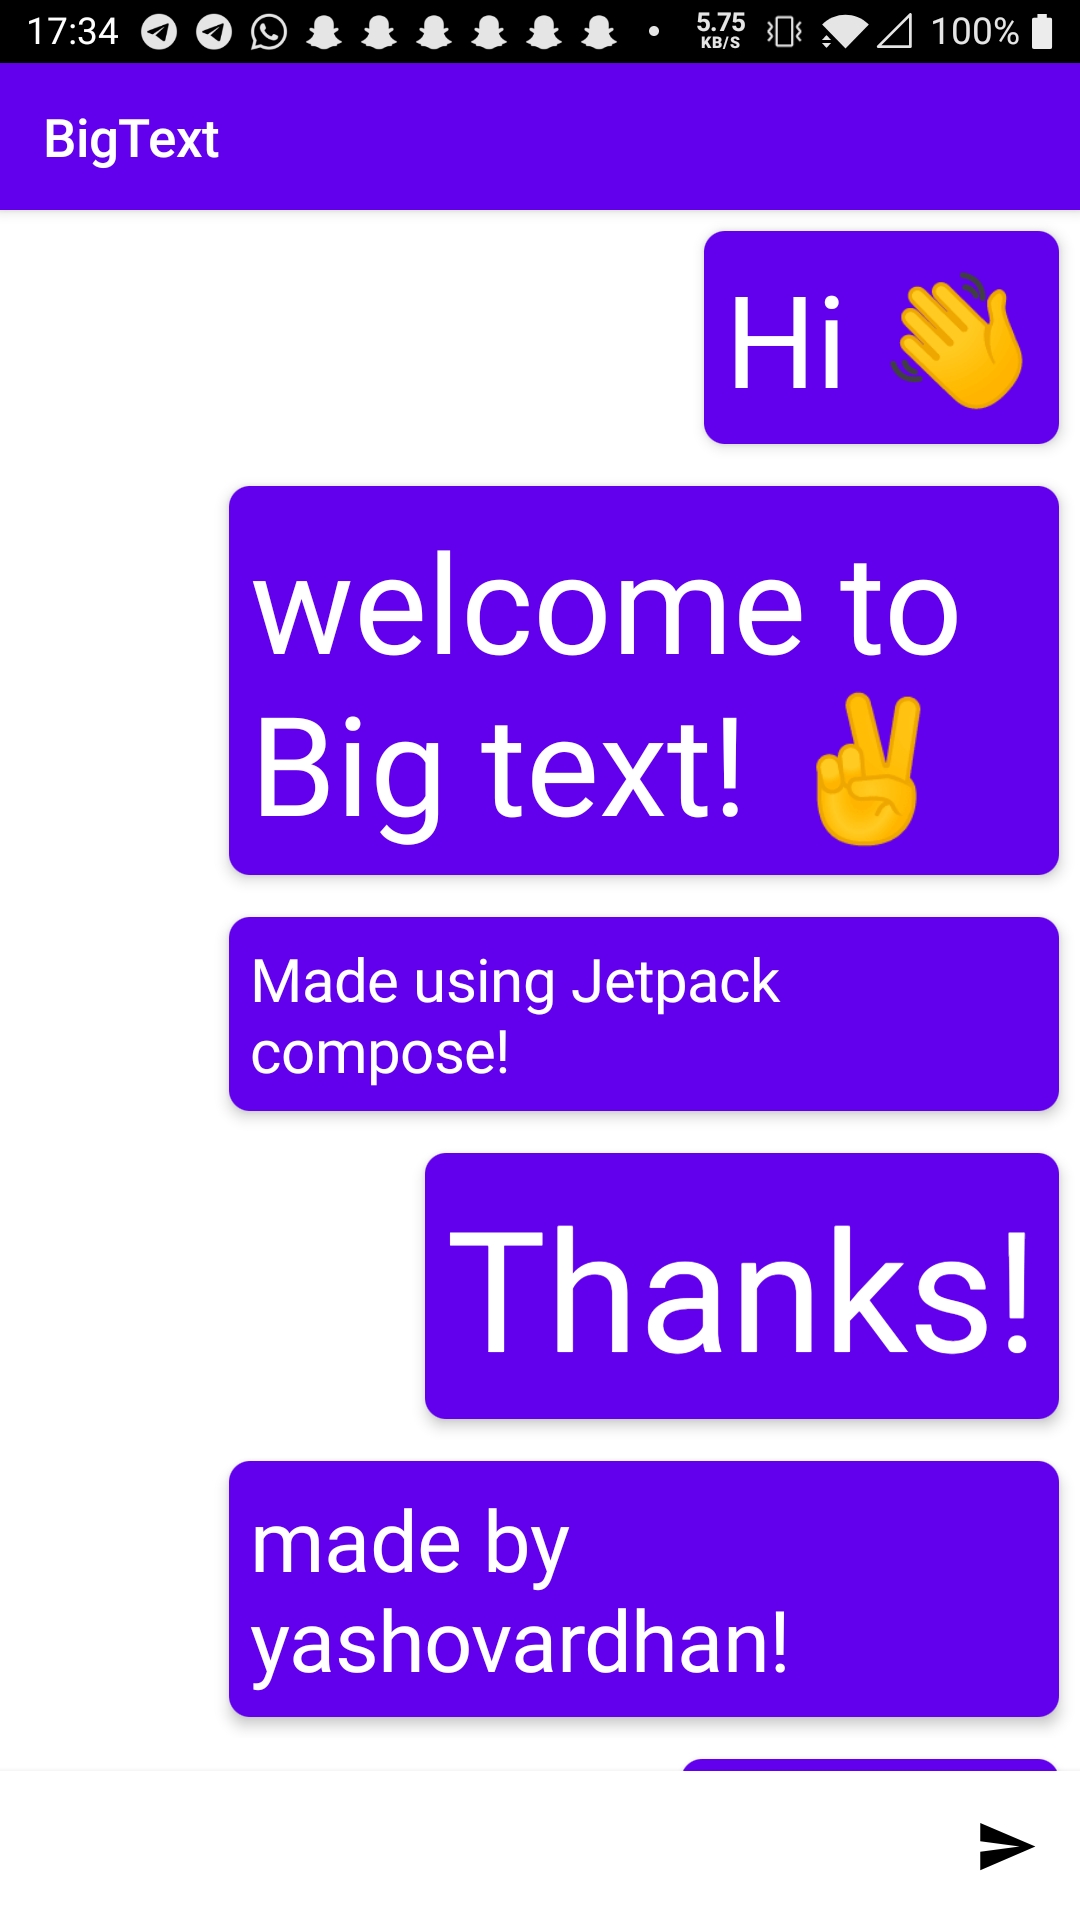 17:34 5.75 KB/S 100%
BigText
Hi 👋
welcome to
Big text! ✌
Made using Jetpack
compose!
Thanks!
made by
yashovardhan!